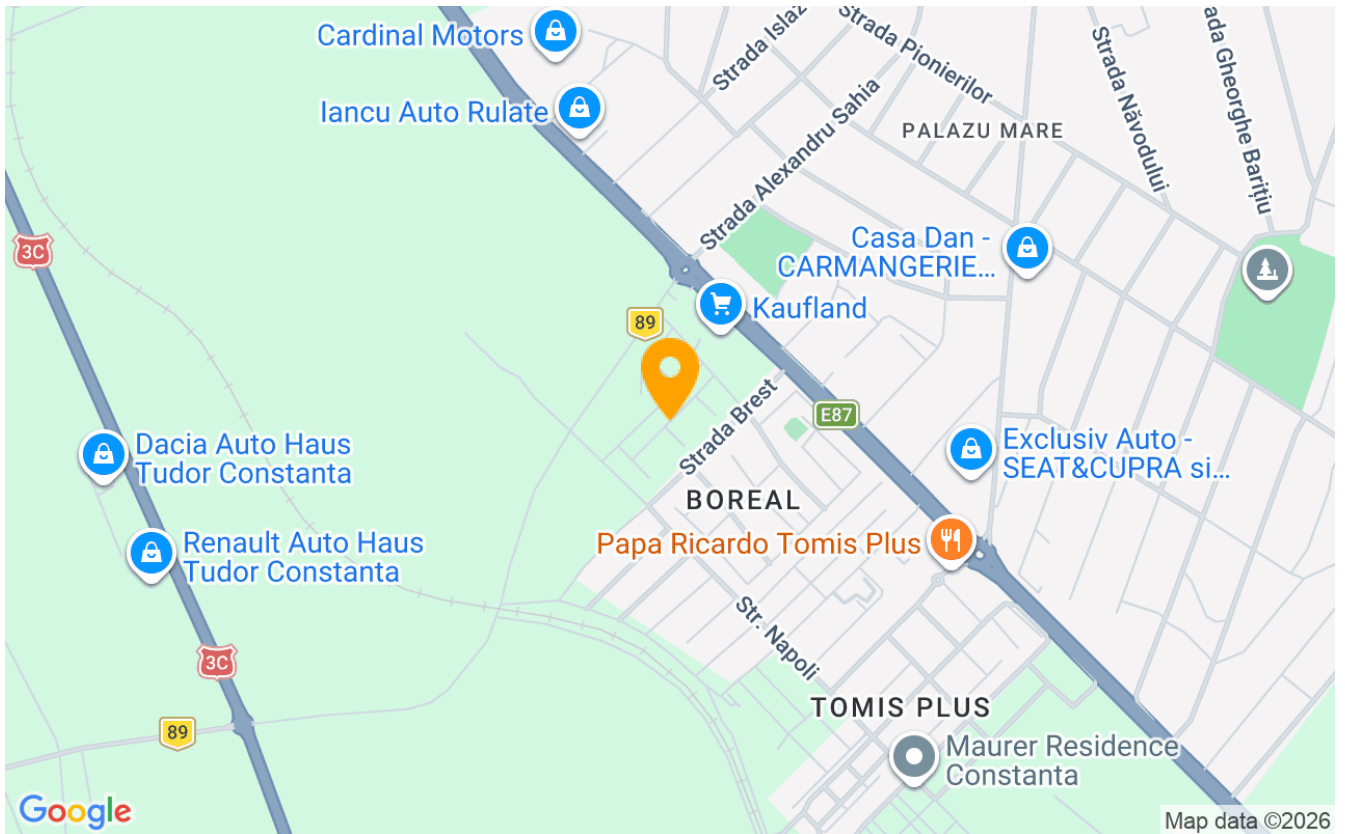 Cardinal Motors
Iancu Auto Rulate
Strada Islaz
Strada Pionierilor
Strada Alexandru Sahia
Strada Năvodului
ada Gheorghe Barițiu
PALAZU MARE
3C
Casa Dan -
CARMANGERIE...
Kaufland
89
E87
Strada Brest
Dacia Auto Haus
Tudor Constanta
Exclusiv Auto -
SEAT&CUPRA si...
BOREAL
Renault Auto Haus
Tudor Constanta
Papa Ricardo Tomis Plus
Str. Napoli
3C
89
TOMIS PLUS
Maurer Residence
Constanta
Google
Map data ©2026